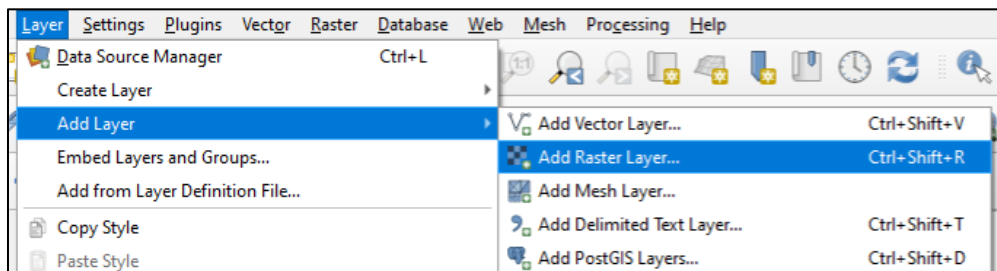 Layer Settings Plugins Vector Raster Database Web Mesh Processing Help
Data Source Manager Ctrl+L
1:1
Create Layer
Add Layer
Add Vector Layer... Ctrl+Shift+V
Embed Layers and Groups...
Add Raster Layer... Ctrl+Shift+R
Add from Layer Definition File...
Add Mesh Layer...
Copy Style
Add Delimited Text Layer... Ctrl+Shift+T
Paste Style
Add PostGIS Layers... Ctrl+Shift+D